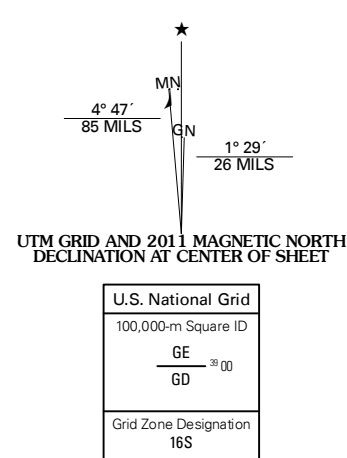 ★
MN
4° 47´
85 MILS
GN
1° 29´
26 MILS
UTM GRID AND 2011 MAGNETIC NORTH
DECLINATION AT CENTER OF SHEET
U.S. National Grid
100,000-m Square ID
GE
39 00
GD
Grid Zone Designation
16S